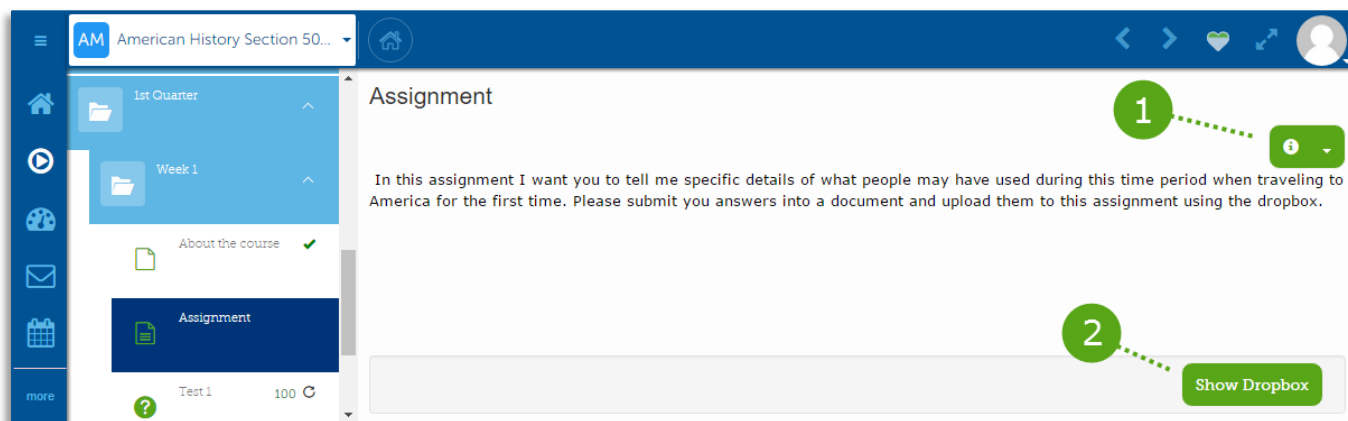 AM American History Section 50...
1st Quarter
Week 1
About the course
Assignment
Test 1 100
more
Assignment
1
In this assignment I want you to tell me specific details of what people may have used during this time period when traveling to
America for the first time. Please submit you answers into a document and upload them to this assignment using the dropbox.
2
Show Dropbox